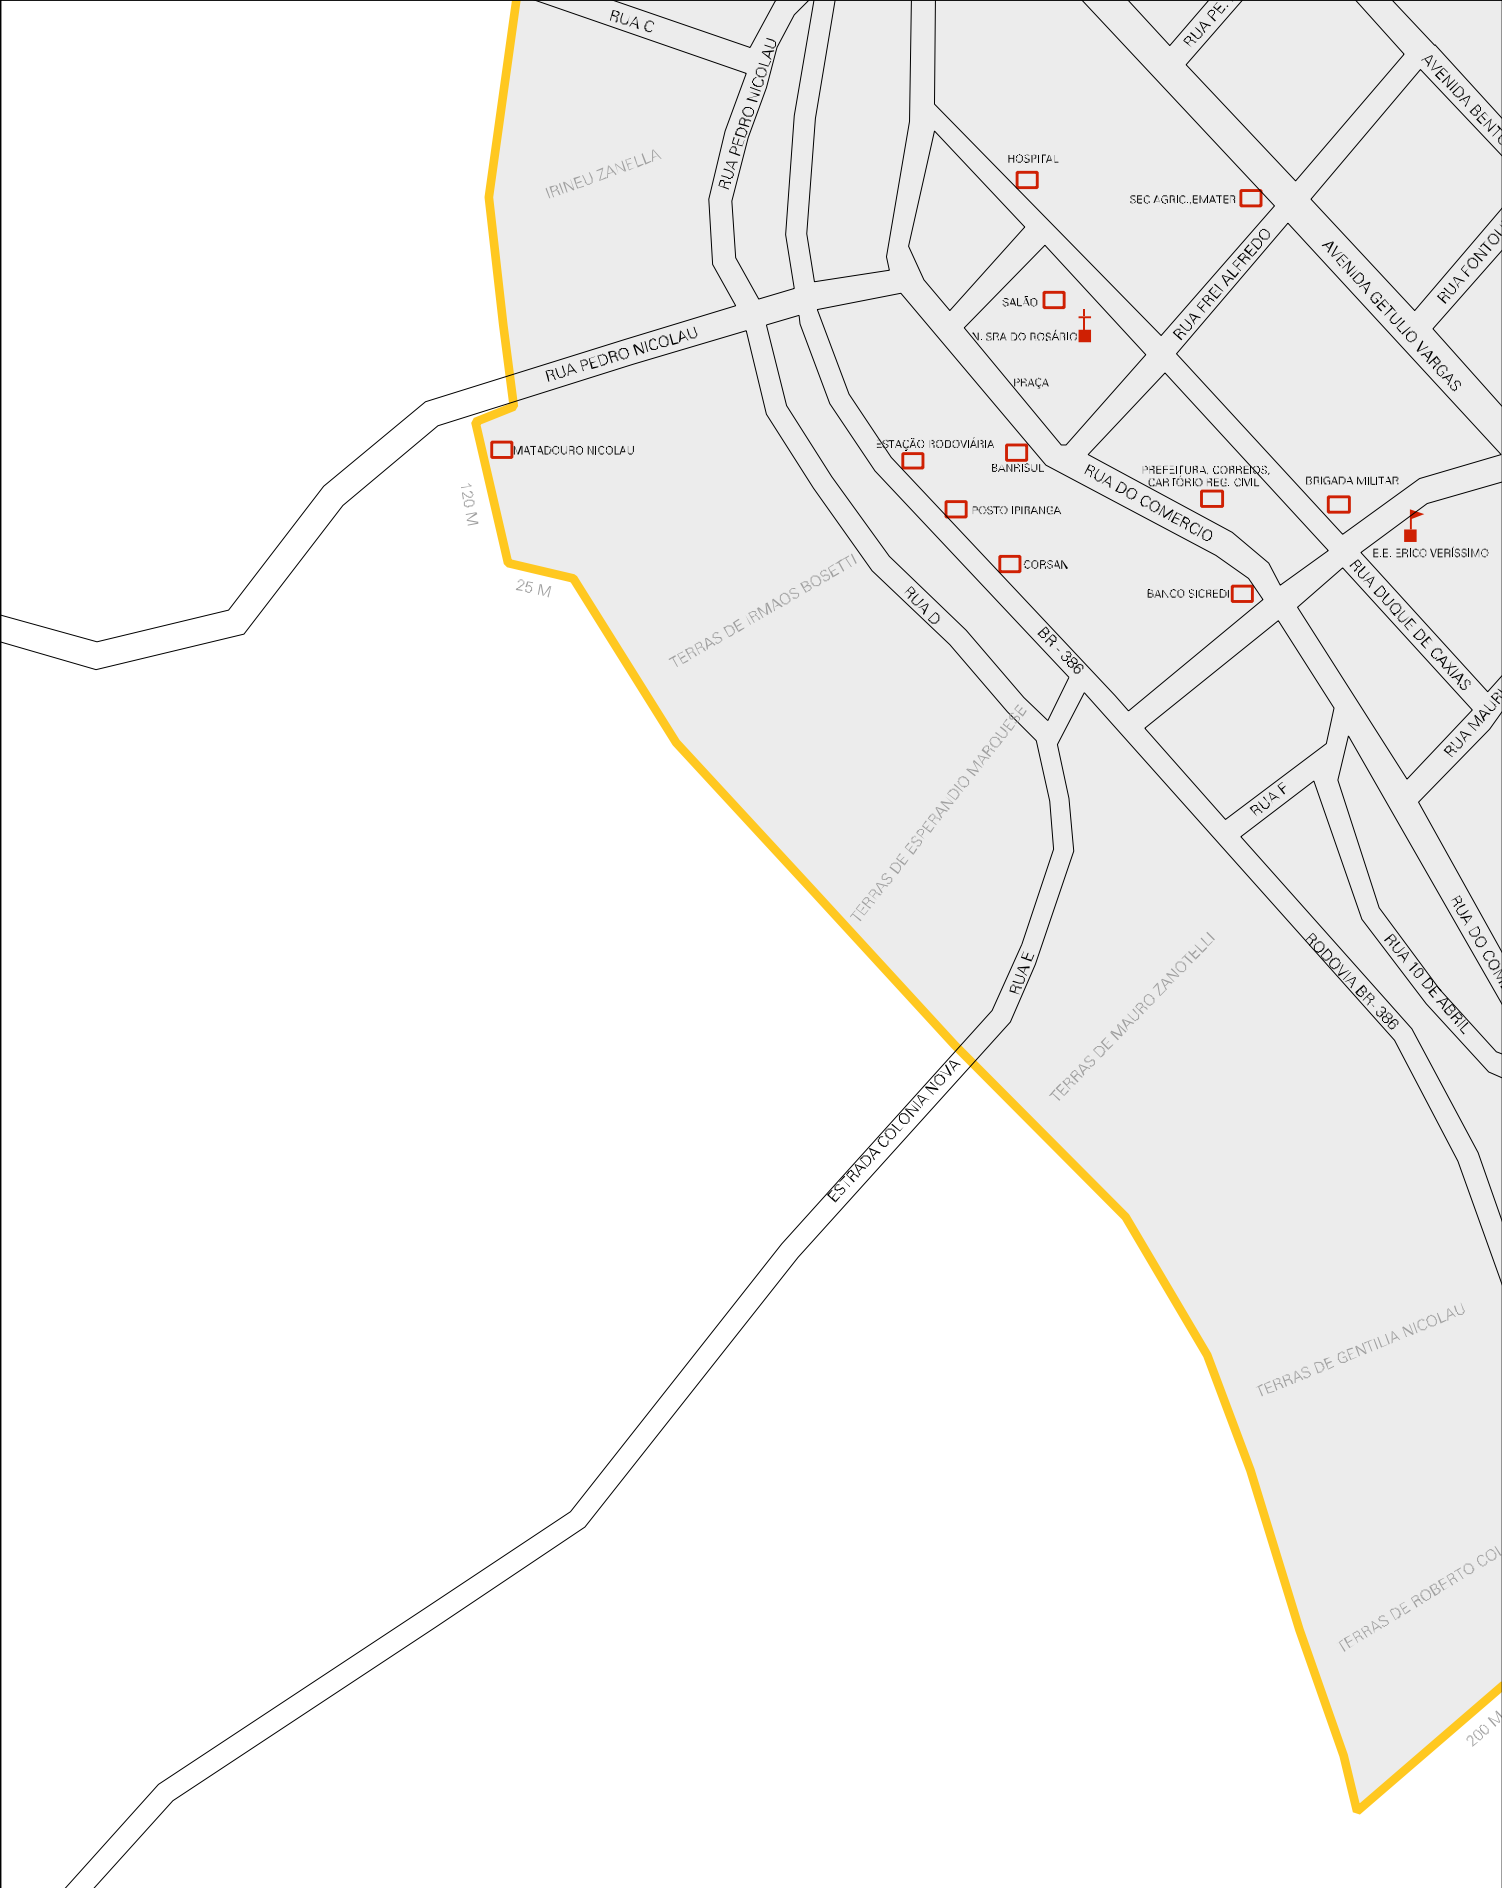 RUA C
RUA PE.
AVENIDA BENTO
RUA PEDRO NICOLAU
IRINEU ZANELLA
HOSPITAL
SEC AGRIC.,EMATER
RUA FREI ALFREDO
AVENIDA GETULIO VARGAS
RUA FONTOU
SALÃO
N. SRA DO ROSÁRIO
RUA PEDRO NICOLAU
PRAÇA
MATADOURO NICOLAU
ESTAÇÃO RODOVIÁRIA
BANRISUL
PREFEITURA, CORREIOS,
CARTÓRIO REG. CIVIL
BRIGADA MILITAR
RUA DO COMERCIO
120 M
POSTO IPIRANGA
E.E. ERICO VERÍSSIMO
25 M
CORSAN
TERRAS DE IRMAOS BOSETTI
RUA D
BANCO SICREDI
RUA DUQUE DE CAXIAS
BR - 386
RUA MAURI
TERRAS DE ESPERANDIO MARQUESE
RUA F
RUA DO COM
RUA E
RODOVIA BR- 386
RUA 10 DE ABRIL
TERRAS DE MAURO ZANOTELLI
ESTRADA COLONIA NOVA
TERRAS DE GENTILIA NICOLAU
TERRAS DE ROBERTO COL
200 M